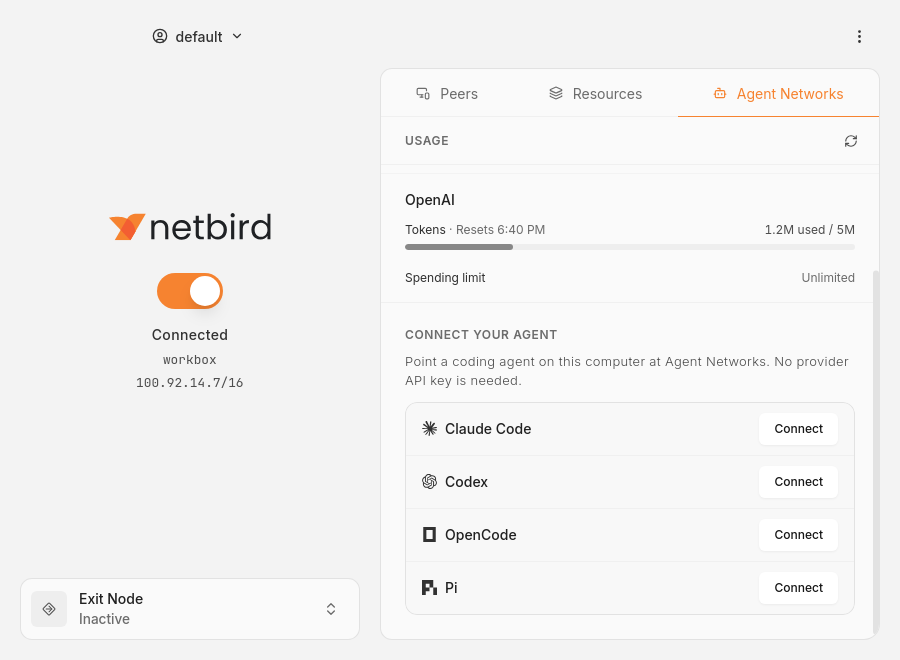 default
netbird
Connected
workbox
100.92.14.7/16
Exit Node
Inactive
Peers
Resources
Agent Networks
USAGE
OpenAI
Tokens · Resets 6:40 PM
1.2M used / 5M
Spending limit
Unlimited
CONNECT YOUR AGENT
Point a coding agent on this computer at Agent Networks. No provider
API key is needed.
Claude Code
Connect
Codex
Connect
OpenCode
Connect
Pi
Connect